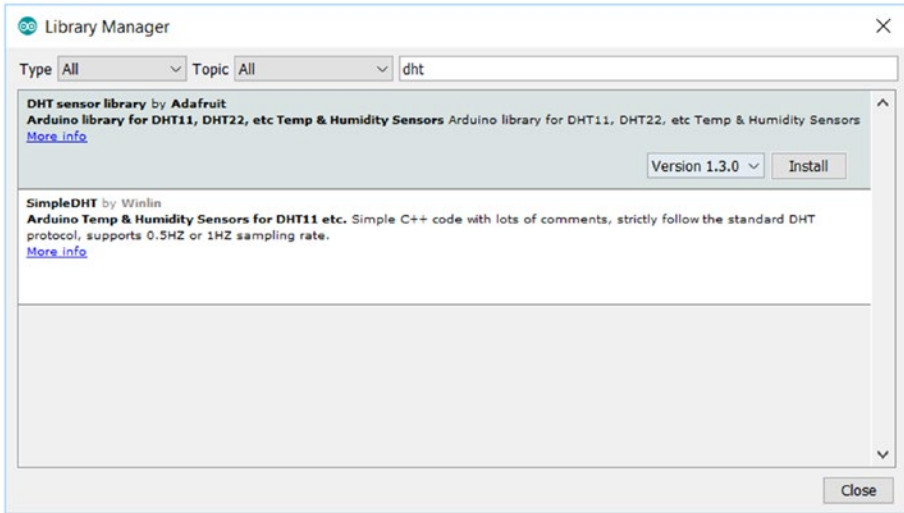 Library Manager
Type All Topic All dht
DHT sensor library by Adafruit
Arduino library for DHT11, DHT22, etc Temp & Humidity Sensors Arduino library for DHT11, DHT22, etc Temp & Humidity Sensors
More info
Version 1.3.0 Install
SimpleDHT by Winlin
Arduino Temp & Humidity Sensors for DHT11 etc. Simple C++ code with lots of comments, strictly follow the standard DHT
protocol, supports 0.5HZ or 1HZ sampling rate.
More info
Close